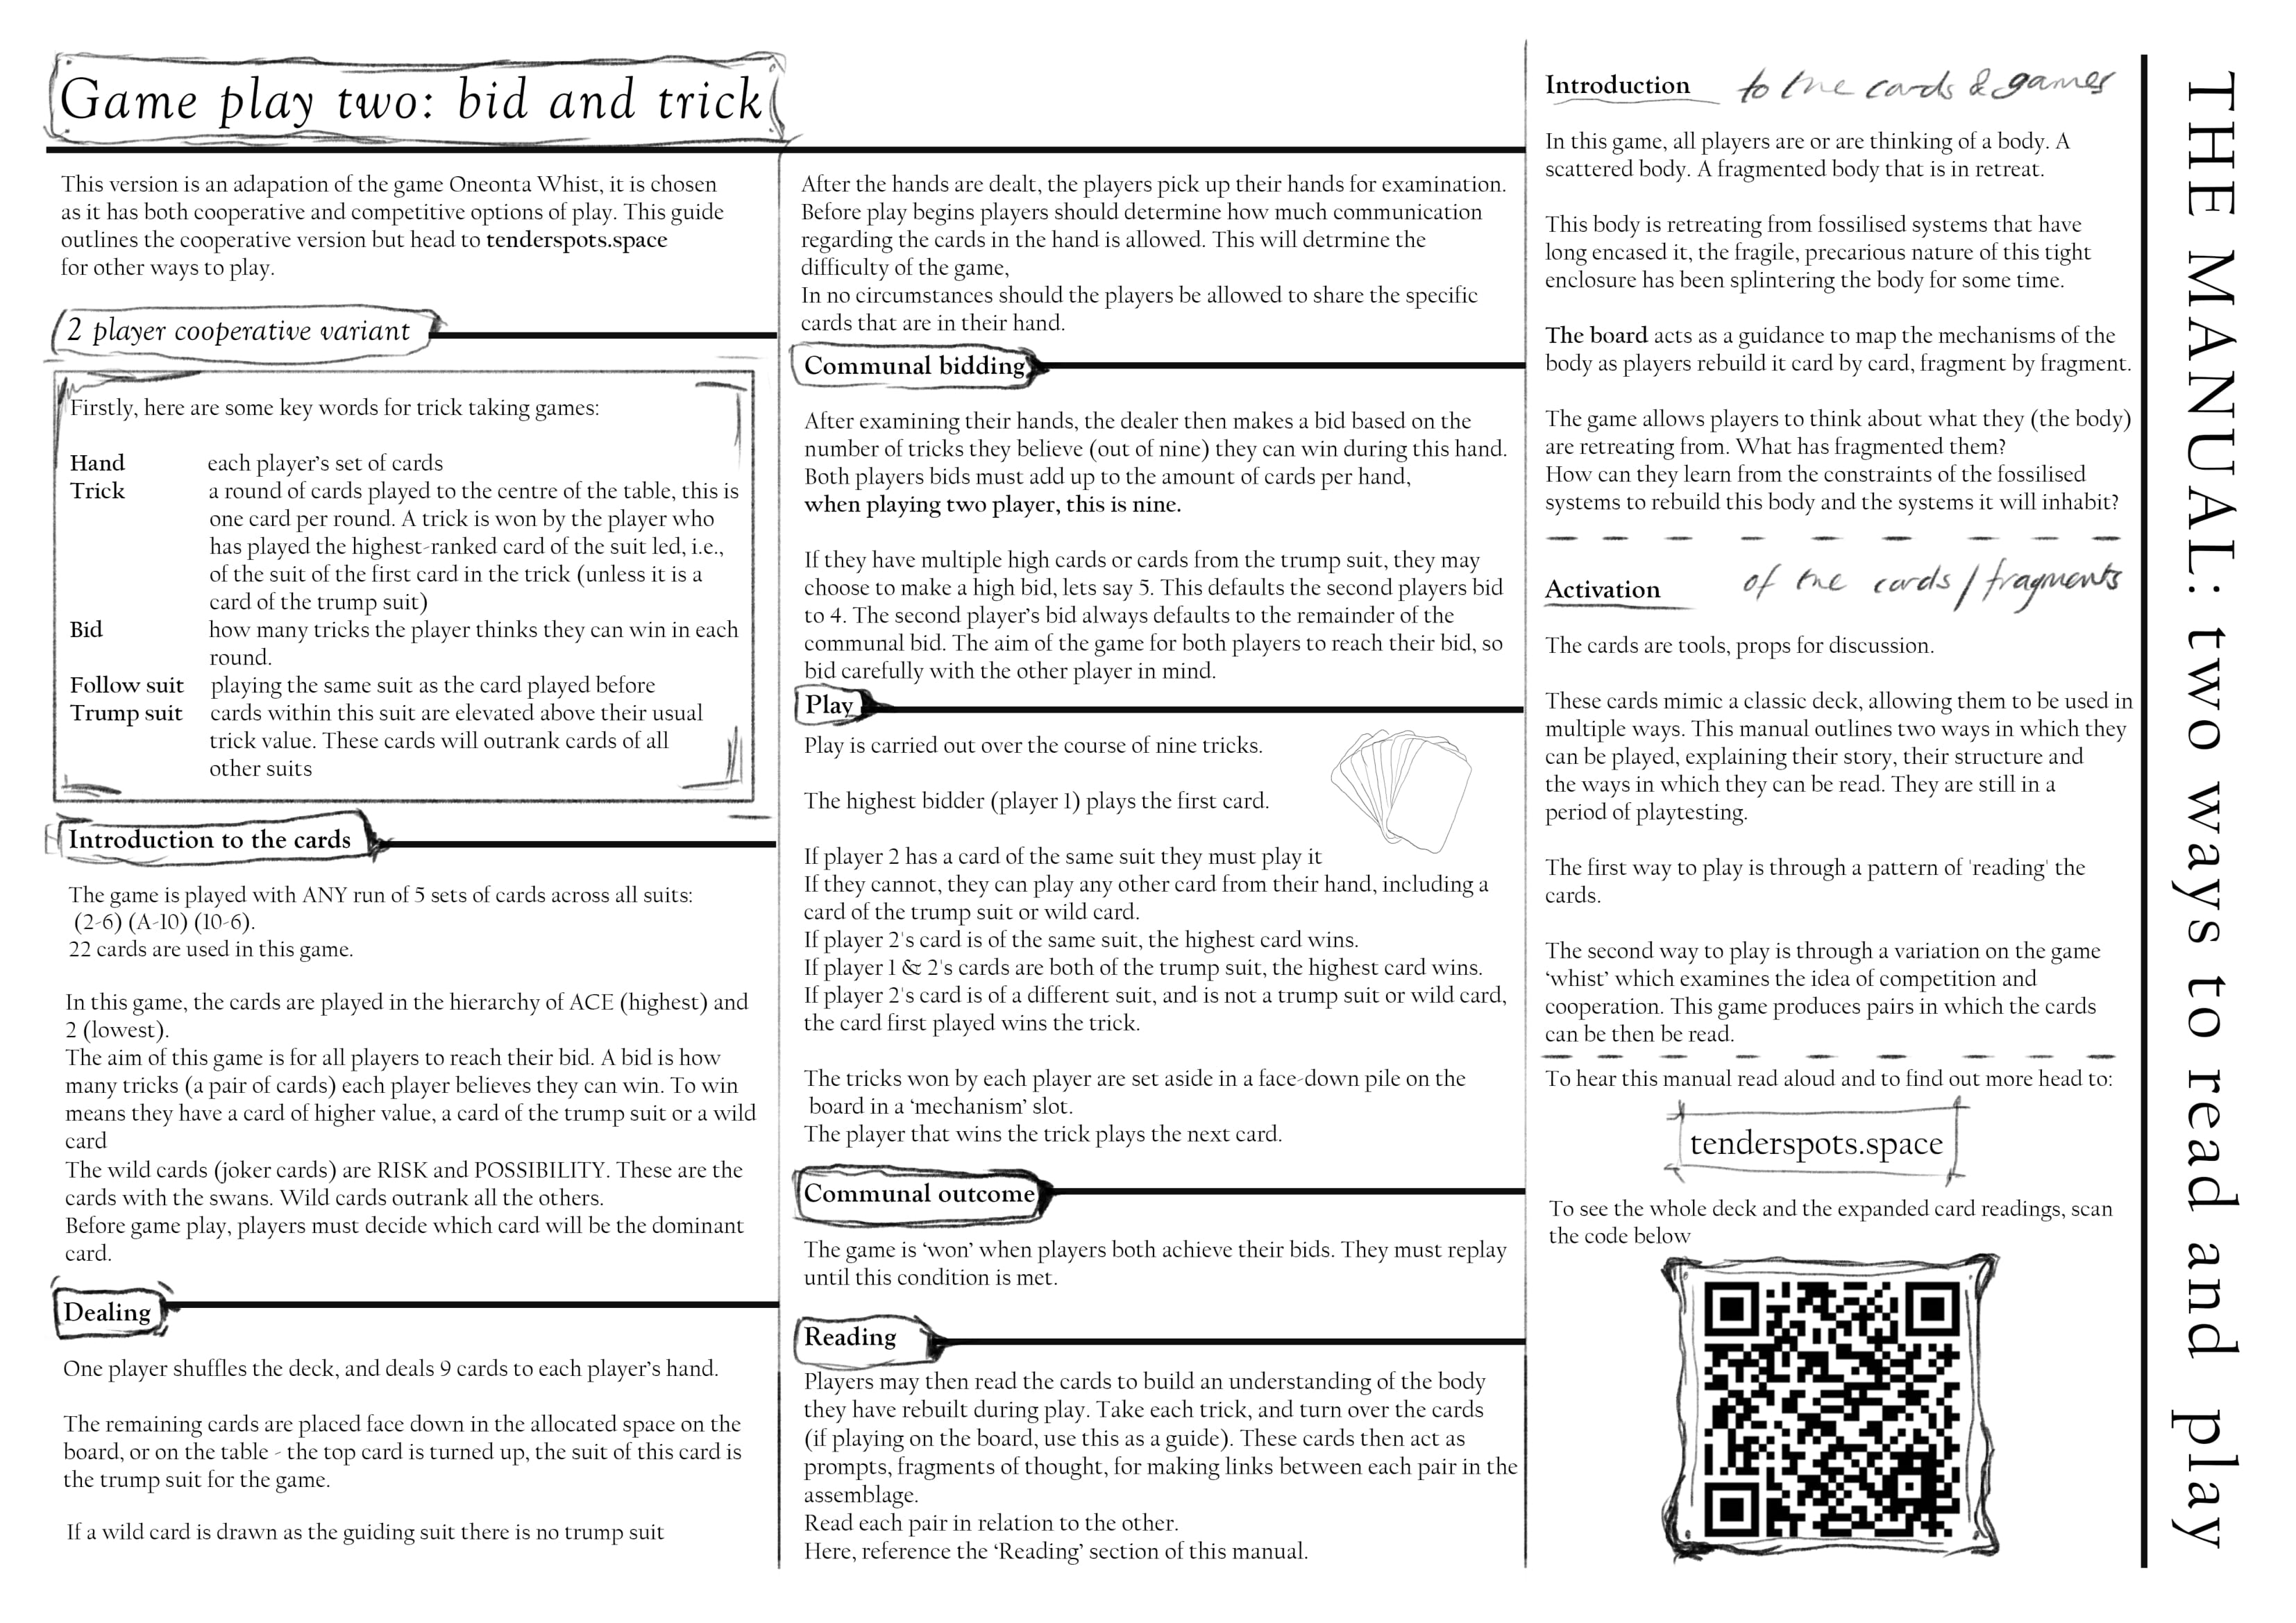 Game play two: bid and trick
This version is an adapation of the game Oneonta Whist, it is chosen
as it has both cooperative and competitive options of play. This guide
outlines the cooperative version but head to tenderspots.space
for other ways to play.
2 player cooperative variant
Firstly, here are some key words for trick taking games:
Hand each player's set of cards
Trick a round of cards played to the centre of the table, this is
one card per round. A trick is won by the player who
has played the highest-ranked card of the suit led, i.e.,
of the suit of the first card in the trick (unless it is a
card of the trump suit)
Bid how many tricks the player thinks they can win in each
round.
Follow suit playing the same suit as the card played before
Trump suit cards within this suit are elevated above their usual
trick value. These cards will outrank cards of all
other suits
Introduction to the cards
The game is played with ANY run of 5 sets of cards across all suits:
(2-6) (A-10) (10-6).
22 cards are used in this game.
In this game, the cards are played in the hierarchy of ACE (highest) and
2 (lowest).
The aim of this game is for all players to reach their bid. A bid is how
many tricks (a pair of cards) each player believes they can win. To win
means they have a card of higher value, a card of the trump suit or a wild
card
The wild cards (joker cards) are RISK and POSSIBILITY. These are the
cards with the swans. Wild cards outrank all the others.
Before game play, players must decide which card will be the dominant
card.
Dealing
One player shuffles the deck, and deals 9 cards to each player's hand.
The remaining cards are placed face down in the allocated space on the
board, or on the table - the top card is turned up, the suit of this card is
the trump suit for the game.
If a wild card is drawn as the guiding suit there is no trump suit
After the hands are dealt, the players pick up their hands for examination.
Before play begins players should determine how much communication
regarding the cards in the hand is allowed. This will detrmine the
difficulty of the game,
In no circumstances should the players be allowed to share the specific
cards that are in their hand.
Communal bidding
After examining their hands, the dealer then makes a bid based on the
number of tricks they believe (out of nine) they can win during this hand.
Both players bids must add up to the amount of cards per hand,
when playing two player, this is nine.
If they have multiple high cards or cards from the trump suit, they may
choose to make a high bid, lets say 5. This defaults the second players bid
to 4. The second player's bid always defaults to the remainder of the
communal bid. The aim of the game for both players to reach their bid, so
bid carefully with the other player in mind.
Play
Play is carried out over the course of nine tricks.
The highest bidder (player 1) plays the first card.
If player 2 has a card of the same suit they must play it
If they cannot, they can play any other card from their hand, including a
card of the trump suit or wild card.
If player 2's card is of the same suit, the highest card wins.
If player 1 & 2's cards are both of the trump suit, the highest card wins.
If player 2's card is of a different suit, and is not a trump suit or wild card,
the card first played wins the trick.
The tricks won by each player are set aside in a face-down pile on the
board in a 'mechanism' slot.
The player that wins the trick plays the next card.
Communal outcome
The game is 'won' when players both achieve their bids. They must replay
until this condition is met.
Reading
Players may then read the cards to build an understanding of the body
they have rebuilt during play. Take each trick, and turn over the cards
(if playing on the board, use this as a guide). These cards then act as
prompts, fragments of thought, for making links between each pair in the
assemblage.
Read each pair in relation to the other.
Here, reference the 'Reading' section of this manual.
Introduction to the cards & games
In this game, all players are or are thinking of a body. A
scattered body. A fragmented body that is in retreat.
This body is retreating from fossilised systems that have
long encased it, the fragile, precarious nature of this tight
enclosure has been splintering the body for some time.
The board acts as a guidance to map the mechanisms of the
body as players rebuild it card by card, fragment by fragment.
The game allows players to think about what they (the body)
are retreating from. What has fragmented them?
How can they learn from the constraints of the fossilised
systems to rebuild this body and the systems it will inhabit?
Activation of the cards / fragments
The cards are tools, props for discussion.
These cards mimic a classic deck, allowing them to be used in
multiple ways. This manual outlines two ways in which they
can be played, explaining their story, their structure and
the ways in which they can be read. They are still in a
period of playtesting.
The first way to play is through a pattern of 'reading' the
cards.
The second way to play is through a variation on the game
'whist' which examines the idea of competition and
cooperation. This game produces pairs in which the cards
can be then be read.
To hear this manual read aloud and to find out more head to:
tenderspots.space
To see the whole deck and the expanded card readings, scan
the code below
THE MANUAL: two ways to read and play